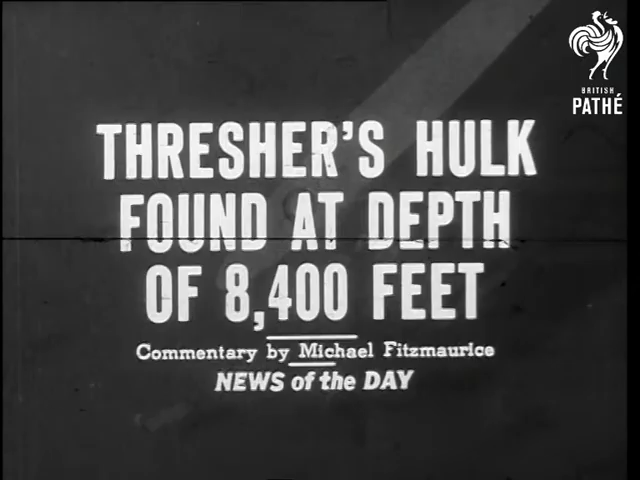 BRITISH
PATHÉ
THRESHER'S HULK
FOUND AT DEPTH
OF 8,400 FEET
Commentary by Michael Fitzmaurice
NEWS of the DAY